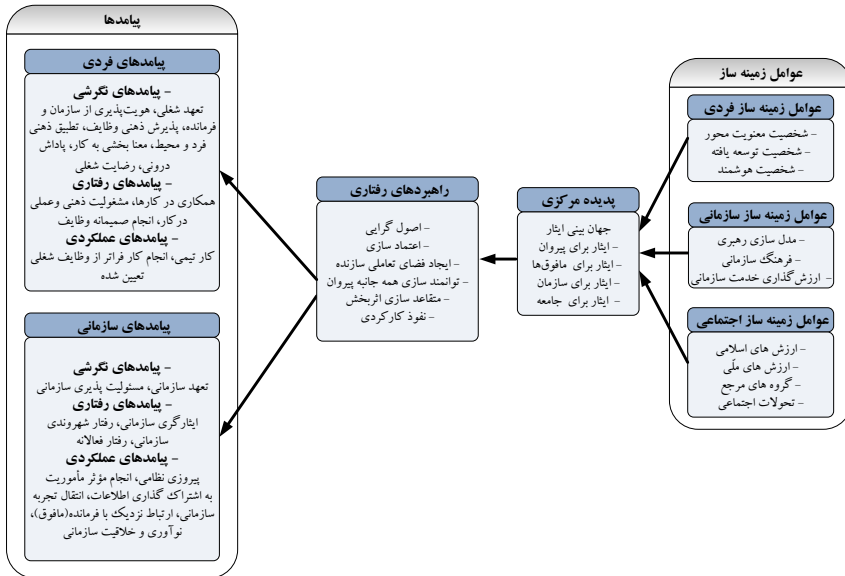 عوامل زمینه ساز
عوامل زمینه ساز فردی
– شخصیت معنویت محور
– شخصیت توسعه یافته
– شخصیت هوشمند
عوامل زمینه ساز سازمانی
– مدل سازی رهبری
– فرهنگ سازمانی
– ارزش‌گذاری خدمت سازمانی
عوامل زمینه ساز اجتماعی
– ارزش های اسلامی
– ارزش های ملّی
– گروه های مرجع
– تحولات اجتماعی
پدیده مرکزی
جهان بینی ایثار
– ایثار برای پیروان
– ایثار برای مافوق‌ها
– ایثار برای سازمان
– ایثار برای جامعه
راهبردهای رفتاری
– اصول گرایی
– اعتماد سازی
– ایجاد فضای تعاملی سازنده
– توانمند سازی همه جانبه پیروان
– متقاعد سازی اثربخش
– نفوذ کارکردی
پیامدها
پیامدهای فردی
– پیامدهای نگرشی
تعهد شغلی، هویت‌پذیری از سازمان و
فرمانده، پذیرش ذهنی وظایف، تطبیق ذهنی
فرد و محیط، معنا بخشی به کار، پاداش
درونی، رضایت شغلی
– پیامدهای رفتاری
همکاری در کارها، مشغولیت ذهنی وعملی
درکار، انجام صمیمانه وظایف
– پیامدهای عملکردی
کار تیمی، انجام کار فراتر از وظایف شغلی
تعیین شده
پیامدهای سازمانی
– پیامدهای نگرشی
تعهد سازمانی، مسئولیت پذیری سازمانی
– پیامدهای رفتاری
ایثارگری سازمانی، رفتار شهروندی
سازمانی، رفتار فعالانه
– پیامدهای عملکردی
پیروزی نظامی، انجام مؤثر مأموریت
به اشتراک گذاری اطلاعات، انتقال تجربه
سازمانی، ارتباط نزدیک با فرمانده(مافوق)،
نوآوری و خلاقیت سازمانی